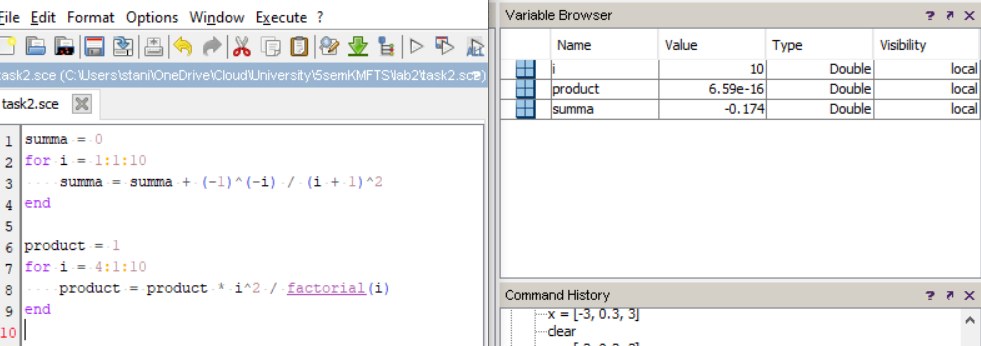 File Edit Format Options Window Execute ?
task2.sce (C:\Users\stani\OneDrive\Cloud\University\5semKMFTS\lab2\task2.sce)
task2.sce
1 summa = 0
2 for i = 1:1:10
3 summa = summa + (-1)^(-i) / (i + 1)^2
4 end
5
6 product = 1
7 for i = 4:1:10
8 product = product * i^2 / factorial(i)
9 end
10
Variable Browser
Name Value Type Visibility
i 10 Double local
product 6.59e-16 Double local
summa -0.174 Double local
Command History
x = [-3, 0.3, 3]
clear